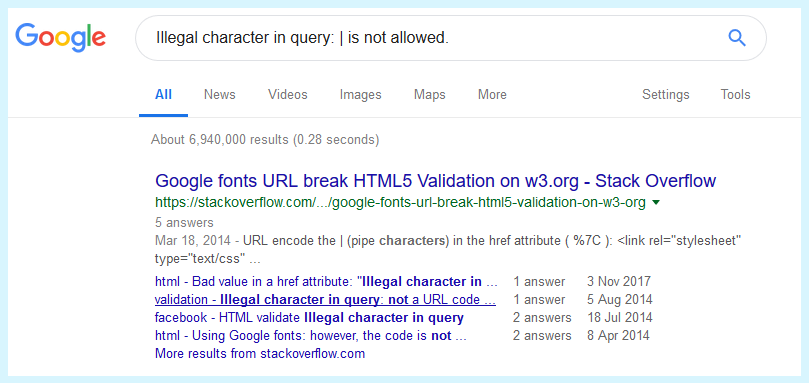 Google
Illegal character in query: | is not allowed.
All News Videos Images Maps More Settings Tools
About 6,940,000 results (0.28 seconds)
Google fonts URL break HTML5 Validation on w3.org - Stack Overflow
https://stackoverflow.com/.../google-fonts-url-break-html5-validation-on-w3-org
5 answers
Mar 18, 2014 - URL encode the | (pipe characters) in the href attribute ( %7C ): <link rel="stylesheet"
type="text/css" ...
html - Bad value in a href attribute: "Illegal character in ... 1 answer 3 Nov 2017
validation - Illegal character in query: not a URL code ... 1 answer 5 Aug 2014
facebook - HTML validate Illegal character in query 2 answers 18 Jul 2014
html - Using Google fonts: however, the code is not ... 2 answers 8 Apr 2014
More results from stackoverflow.com